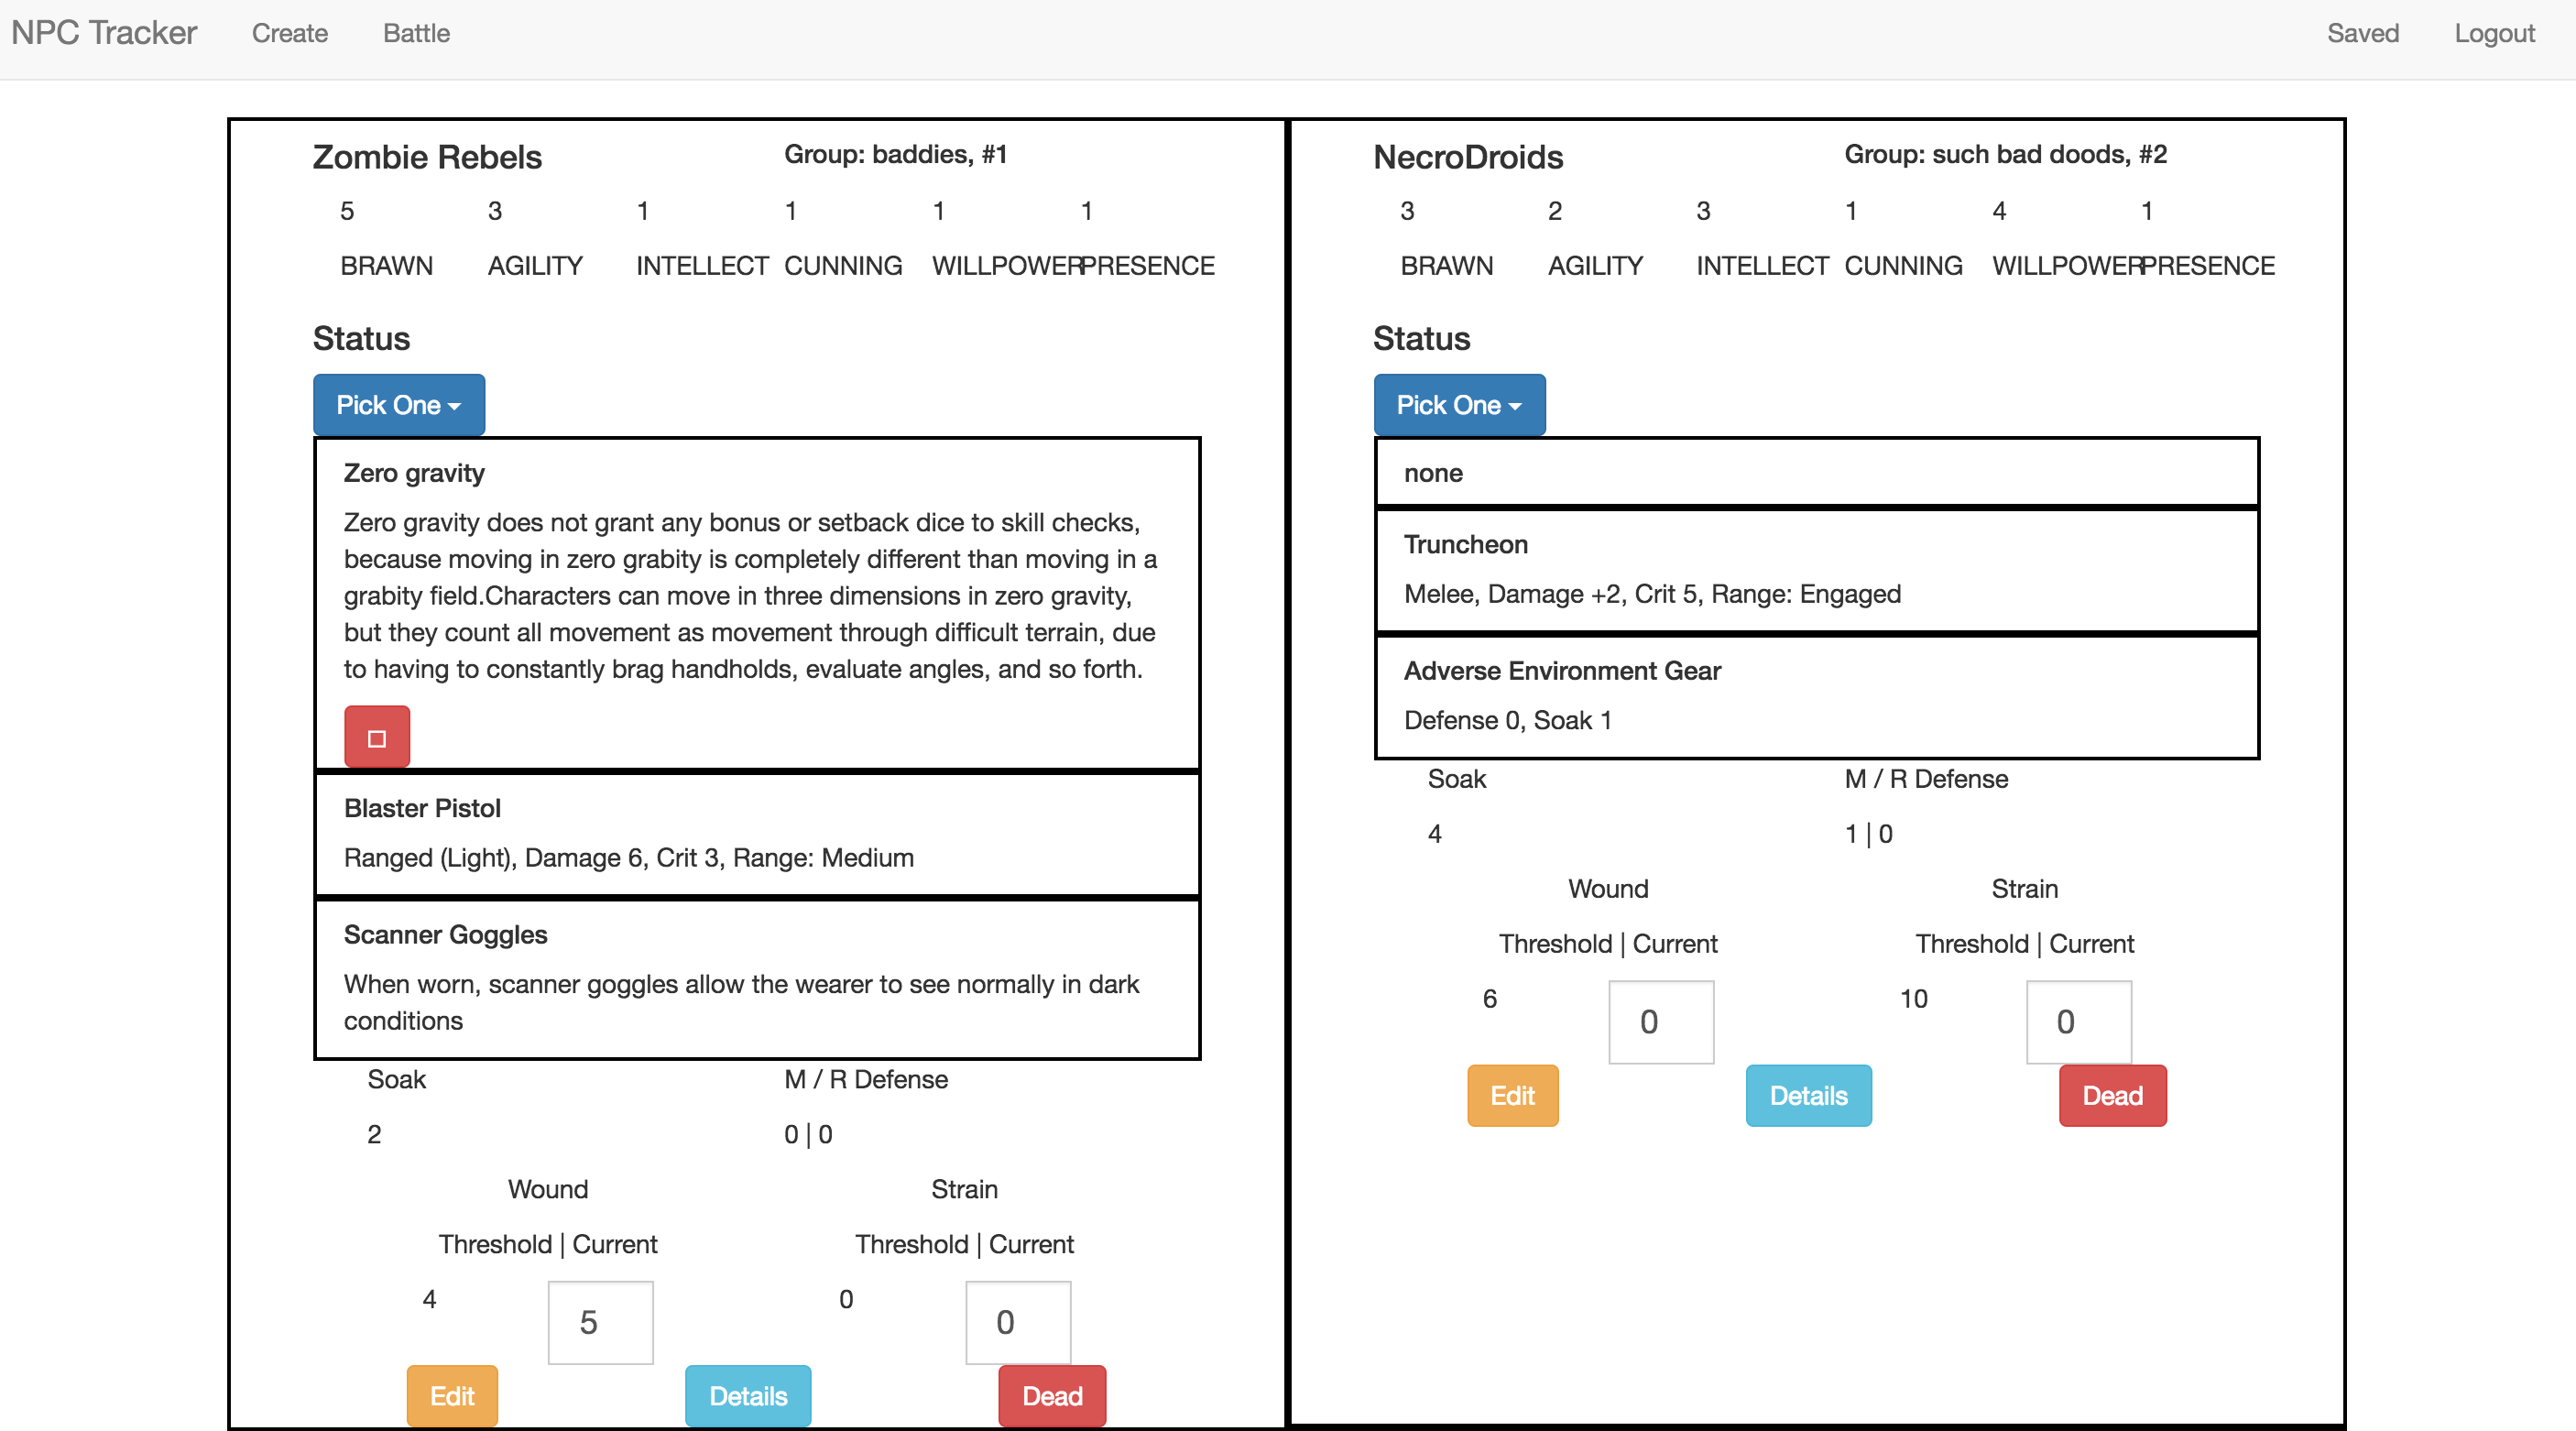 NPC Tracker Create Battle Saved Logout
Zombie Rebels Group: baddies, #1
5 3 1 1 1 1
BRAWN AGILITY INTELLECT CUNNING WILLPOWER PRESENCE
Status
Pick One
Zero gravity
Zero gravity does not grant any bonus or setback dice to skill checks,
because moving in zero grabity is completely different than moving in a
grabity field.Characters can move in three dimensions in zero gravity,
but they count all movement as movement through difficult terrain, due
to having to constantly brag handholds, evaluate angles, and so forth.
Blaster Pistol
Ranged (Light), Damage 6, Crit 3, Range: Medium
Scanner Goggles
When worn, scanner goggles allow the wearer to see normally in dark
conditions
Soak M / R Defense
2 0 | 0
Wound Strain
Threshold | Current Threshold | Current
4 5 0 0
Edit Details Dead
NecroDroids Group: such bad doods, #2
3 2 3 1 4 1
BRAWN AGILITY INTELLECT CUNNING WILLPOWER PRESENCE
Status
Pick One
none
Truncheon
Melee, Damage +2, Crit 5, Range: Engaged
Adverse Environment Gear
Defense 0, Soak 1
Soak M / R Defense
4 1 | 0
Wound Strain
Threshold | Current Threshold | Current
6 0 10 0
Edit Details Dead